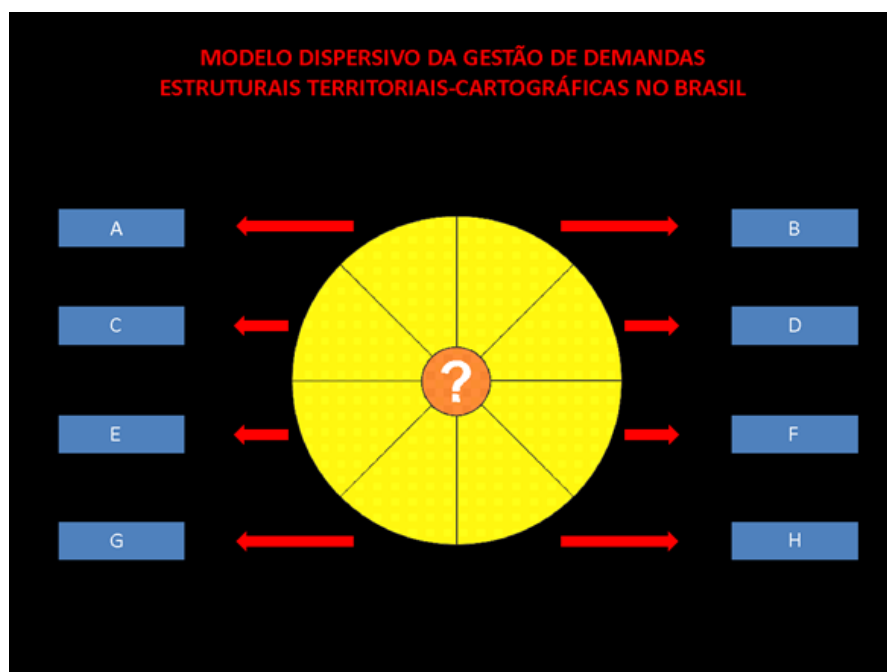 MODELO DISPERSIVO DA GESTÃO DE DEMANDAS
ESTRUTURAIS TERRITORIAIS-CARTOGRÁFICAS NO BRASIL
A
B
C
D
?
E
F
G
H